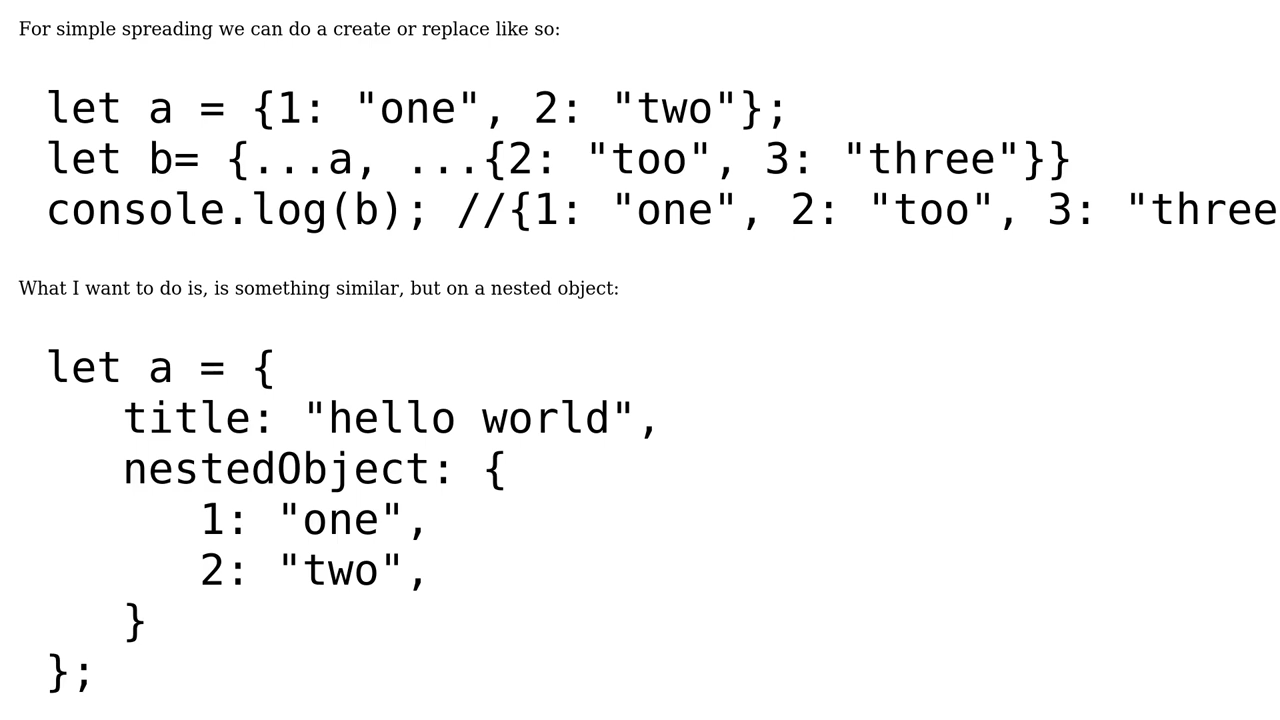 For simple spreading we can do a create or replace like so:
let a = {1: "one", 2: "two"};
let b= {...a, ...{2: "too", 3: "three"}}
console.log(b); //{1: "one", 2: "too", 3: "three
What I want to do is, is something similar, but on a nested object:
let a = {
   title: "hello world",
   nestedObject: {
      1: "one",
      2: "two",
   }
};